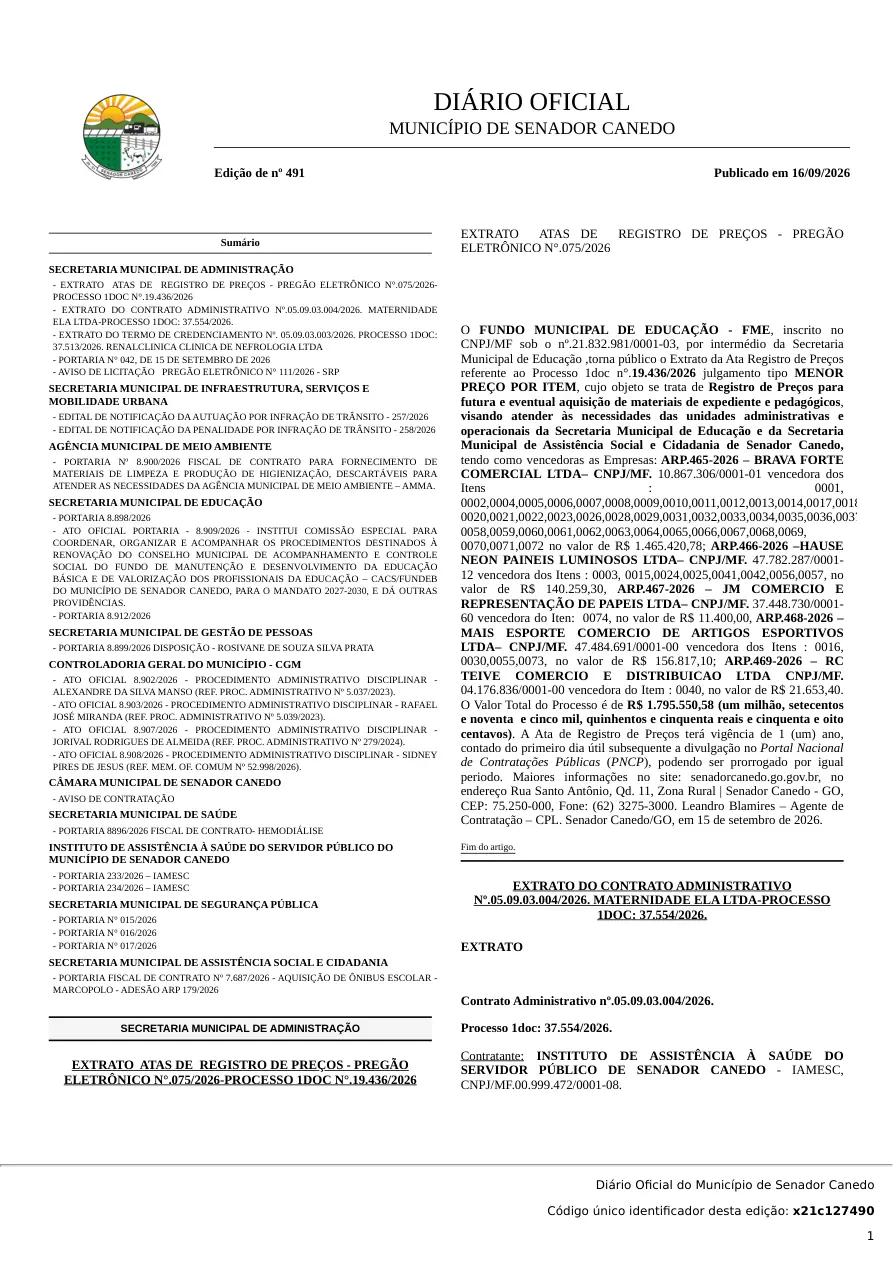 DIÁRIO OFICIAL
MUNICÍPIO DE SENADOR CANEDO
Edição de nº 491
Publicado em 16/09/2026
Sumário
SECRETARIA MUNICIPAL DE ADMINISTRAÇÃO
- EXTRATO ATAS DE REGISTRO DE PREÇOS - PREGÃO ELETRÔNICO N°.075/2026-
PROCESSO 1DOC N°.19.436/2026
- EXTRATO DO CONTRATO ADMINISTRATIVO Nº.05.09.03.004/2026. MATERNIDADE
ELA LTDA-PROCESSO 1DOC: 37.554/2026.
- EXTRATO DO TERMO DE CREDENCIAMENTO Nº. 05.09.03.003/2026. PROCESSO 1DOC:
37.513/2026. RENALCLINICA CLINICA DE NEFROLOGIA LTDA
- PORTARIA N° 042, DE 15 DE SETEMBRO DE 2026
- AVISO DE LICITAÇÃO PREGÃO ELETRÔNICO N° 111/2026 - SRP
SECRETARIA MUNICIPAL DE INFRAESTRUTURA, SERVIÇOS E
MOBILIDADE URBANA
- EDITAL DE NOTIFICAÇÃO DA AUTUAÇÃO POR INFRAÇÃO DE TRÂNSITO - 257/2026
- EDITAL DE NOTIFICAÇÃO DA PENALIDADE POR INFRAÇÃO DE TRÂNSITO - 258/2026
AGÊNCIA MUNICIPAL DE MEIO AMBIENTE
- PORTARIA Nº 8.900/2026 FISCAL DE CONTRATO PARA FORNECIMENTO DE
MATERIAIS DE LIMPEZA E PRODUÇÃO DE HIGIENIZAÇÃO, DESCARTÁVEIS PARA
ATENDER AS NECESSIDADES DA AGÊNCIA MUNICIPAL DE MEIO AMBIENTE – AMMA.
SECRETARIA MUNICIPAL DE EDUCAÇÃO
- PORTARIA 8.898/2026
- ATO OFICIAL PORTARIA - 8.909/2026 - INSTITUI COMISSÃO ESPECIAL PARA
COORDENAR, ORGANIZAR E ACOMPANHAR OS PROCEDIMENTOS DESTINADOS À
RENOVAÇÃO DO CONSELHO MUNICIPAL DE ACOMPANHAMENTO E CONTROLE
SOCIAL DO FUNDO DE MANUTENÇÃO E DESENVOLVIMENTO DA EDUCAÇÃO
BÁSICA E DE VALORIZAÇÃO DOS PROFISSIONAIS DA EDUCAÇÃO – CACS/FUNDEB
DO MUNICÍPIO DE SENADOR CANEDO, PARA O MANDATO 2027-2030, E DÁ OUTRAS
PROVIDÊNCIAS.
- PORTARIA 8.912/2026
SECRETARIA MUNICIPAL DE GESTÃO DE PESSOAS
- PORTARIA 8.899/2026 DISPOSIÇÃO - ROSIVANE DE SOUZA SILVA PRATA
CONTROLADORIA GERAL DO MUNICÍPIO - CGM
- ATO OFICIAL 8.902/2026 - PROCEDIMENTO ADMINISTRATIVO DISCIPLINAR -
ALEXANDRE DA SILVA MANSO (REF. PROC. ADMINISTRATIVO Nº 5.037/2023).
- ATO OFICIAL 8.903/2026 - PROCEDIMENTO ADMINISTRATIVO DISCIPLINAR - RAFAEL
JOSÉ MIRANDA (REF. PROC. ADMINISTRATIVO Nº 5.039/2023).
- ATO OFICIAL 8.907/2026 - PROCEDIMENTO ADMINISTRATIVO DISCIPLINAR -
JORIVAL RODRIGUES DE ALMEIDA (REF. PROC. ADMINISTRATIVO Nº 279/2024).
- ATO OFICIAL 8.908/2026 - PROCEDIMENTO ADMINISTRATIVO DISCIPLINAR - SIDNEY
PIRES DE JESUS (REF. MEM. OF. COMUM Nº 52.998/2026).
CÂMARA MUNICIPAL DE SENADOR CANEDO
- AVISO DE CONTRATAÇÃO
SECRETARIA MUNICIPAL DE SAÚDE
- PORTARIA 8896/2026 FISCAL DE CONTRATO- HEMODIÁLISE
INSTITUTO DE ASSISTÊNCIA À SAÚDE DO SERVIDOR PÚBLICO DO
MUNICÍPIO DE SENADOR CANEDO
- PORTARIA 233/2026 – IAMESC
- PORTARIA 234/2026 – IAMESC
SECRETARIA MUNICIPAL DE SEGURANÇA PÚBLICA
- PORTARIA N° 015/2026
- PORTARIA N° 016/2026
- PORTARIA N° 017/2026
SECRETARIA MUNICIPAL DE ASSISTÊNCIA SOCIAL E CIDADANIA
- PORTARIA FISCAL DE CONTRATO Nº 7.687/2026 - AQUISIÇÃO DE ÔNIBUS ESCOLAR -
MARCOPOLO - ADESÃO ARP 179/2026
SECRETARIA MUNICIPAL DE ADMINISTRAÇÃO
EXTRATO ATAS DE REGISTRO DE PREÇOS - PREGÃO
ELETRÔNICO N°.075/2026-PROCESSO 1DOC N°.19.436/2026
EXTRATO ATAS DE REGISTRO DE PREÇOS - PREGÃO
ELETRÔNICO N°.075/2026
O FUNDO MUNICIPAL DE EDUCAÇÃO - FME, inscrito no
CNPJ/MF sob o nº.21.832.981/0001-03, por intermédio da Secretaria
Municipal de Educação ,torna público o Extrato da Ata Registro de Preços
referente ao Processo 1doc n°.19.436/2026 julgamento tipo MENOR
PREÇO POR ITEM, cujo objeto se trata de Registro de Preços para
futura e eventual aquisição de materiais de expediente e pedagógicos,
visando atender às necessidades das unidades administrativas e
operacionais da Secretaria Municipal de Educação e da Secretaria
Municipal de Assistência Social e Cidadania de Senador Canedo,
tendo como vencedoras as Empresas: ARP.465-2026 – BRAVA FORTE
COMERCIAL LTDA– CNPJ/MF. 10.867.306/0001-01 vencedora dos
Itens : 0001,
0002,0004,0005,0006,0007,0008,0009,0010,0011,0012,0013,0014,0017,0018
0020,0021,0022,0023,0026,0028,0029,0031,0032,0033,0034,0035,0036,003
0058,0059,0060,0061,0062,0063,0064,0065,0066,0067,0068,0069,
0070,0071,0072 no valor de R$ 1.465.420,78; ARP.466-2026 –HAUSE
NEON PAINEIS LUMINOSOS LTDA– CNPJ/MF. 47.782.287/0001-
12 vencedora dos Itens : 0003, 0015,0024,0025,0041,0042,0056,0057, no
valor de R$ 140.259,30, ARP.467-2026 – JM COMERCIO E
REPRESENTAÇÃO DE PAPEIS LTDA– CNPJ/MF. 37.448.730/0001-
60 vencedora do Iten: 0074, no valor de R$ 11.400,00, ARP.468-2026 –
MAIS ESPORTE COMERCIO DE ARTIGOS ESPORTIVOS
LTDA– CNPJ/MF. 47.484.691/0001-00 vencedora dos Itens : 0016,
0030,0055,0073, no valor de R$ 156.817,10; ARP.469-2026 – RC
TEIVE COMERCIO E DISTRIBUICAO LTDA CNPJ/MF.
04.176.836/0001-00 vencedora do Item : 0040, no valor de R$ 21.653,40.
O Valor Total do Processo é de R$ 1.795.550,58 (um milhão, setecentos
e noventa e cinco mil, quinhentos e cinquenta reais e cinquenta e oito
centavos). A Ata de Registro de Preços terá vigência de 1 (um) ano,
contado do primeiro dia útil subsequente a divulgação no Portal Nacional
de Contratações Públicas (PNCP), podendo ser prorrogado por igual
periodo. Maiores informações no site: senadorcanedo.go.gov.br, no
endereço Rua Santo Antônio, Qd. 11, Zona Rural | Senador Canedo - GO,
CEP: 75.250-000, Fone: (62) 3275-3000. Leandro Blamires – Agente de
Contratação – CPL. Senador Canedo/GO, em 15 de setembro de 2026.
Fim do artigo.
EXTRATO DO CONTRATO ADMINISTRATIVO
Nº.05.09.03.004/2026. MATERNIDADE ELA LTDA-PROCESSO
1DOC: 37.554/2026.
EXTRATO
Contrato Administrativo nº.05.09.03.004/2026.
Processo 1doc: 37.554/2026.
Contratante: INSTITUTO DE ASSISTÊNCIA À SAÚDE DO
SERVIDOR PÚBLICO DE SENADOR CANEDO - IAMESC,
CNPJ/MF.00.999.472/0001-08.
Diário Oficial do Município de Senador Canedo
Código único identificador desta edição: x21c127490
1